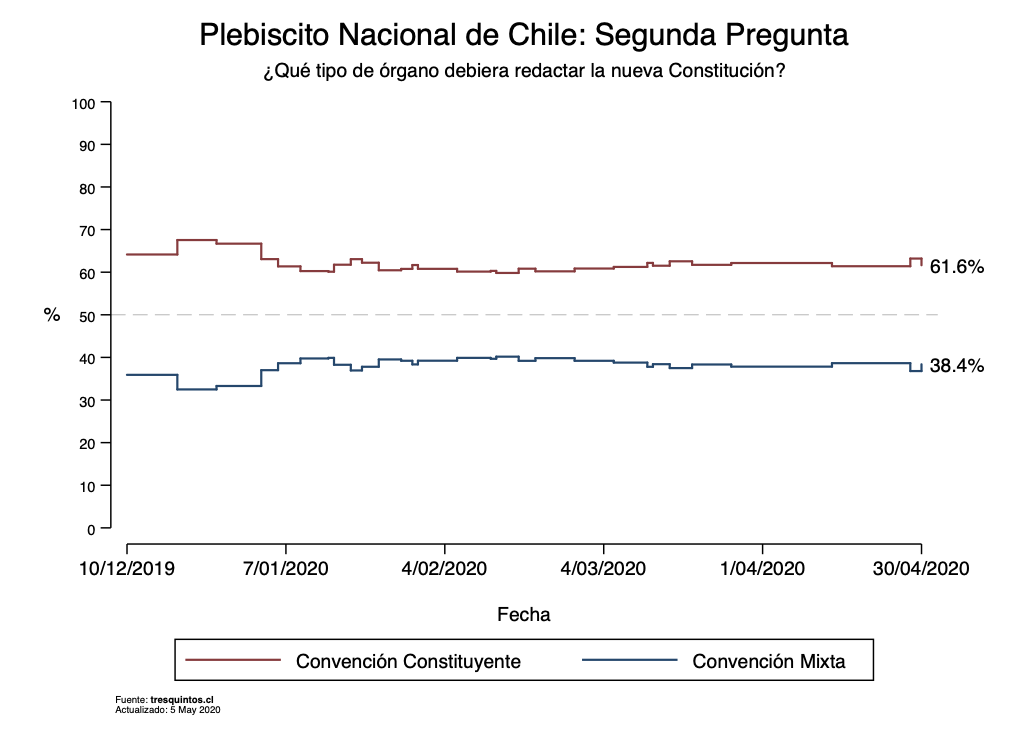 Plebiscito Nacional de Chile: Segunda Pregunta
¿Qué tipo de órgano debiera redactar la nueva Constitución?
100
90
80
70
60
50
40
30
20
10
0
%
61.6%
38.4%
10/12/2019 7/01/2020 4/02/2020 4/03/2020 1/04/2020 30/04/2020
Fecha
Convención Constituyente Convención Mixta
Fuente: tresquintos.cl
Actualizado: 5 May 2020